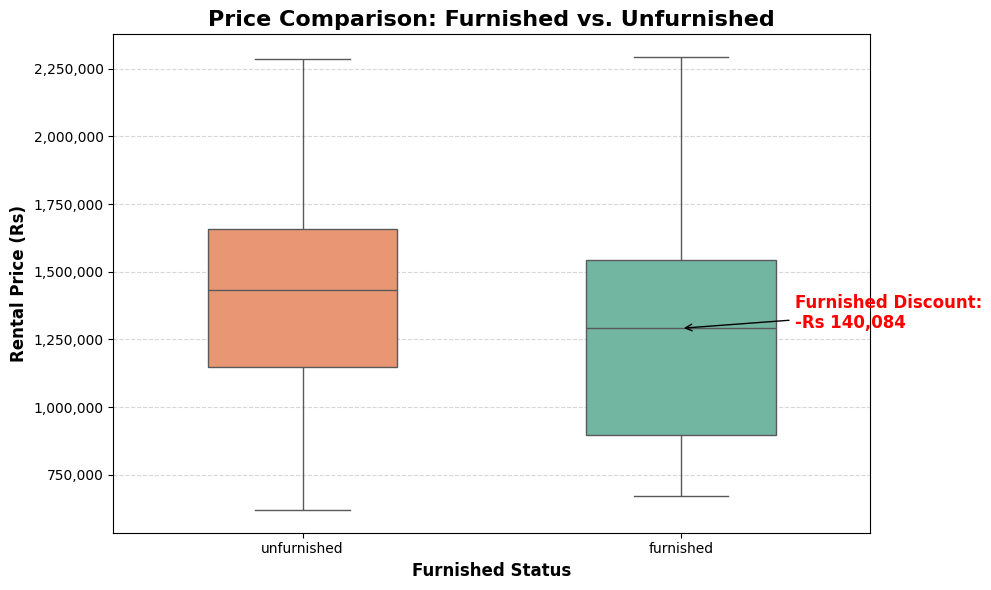 Price Comparison: Furnished vs. Unfurnished
Rental Price (Rs)
2,250,000
2,000,000
1,750,000
1,500,000
1,250,000
1,000,000
750,000
Furnished Discount:
-Rs 140,084
unfurnished
furnished
Furnished Status